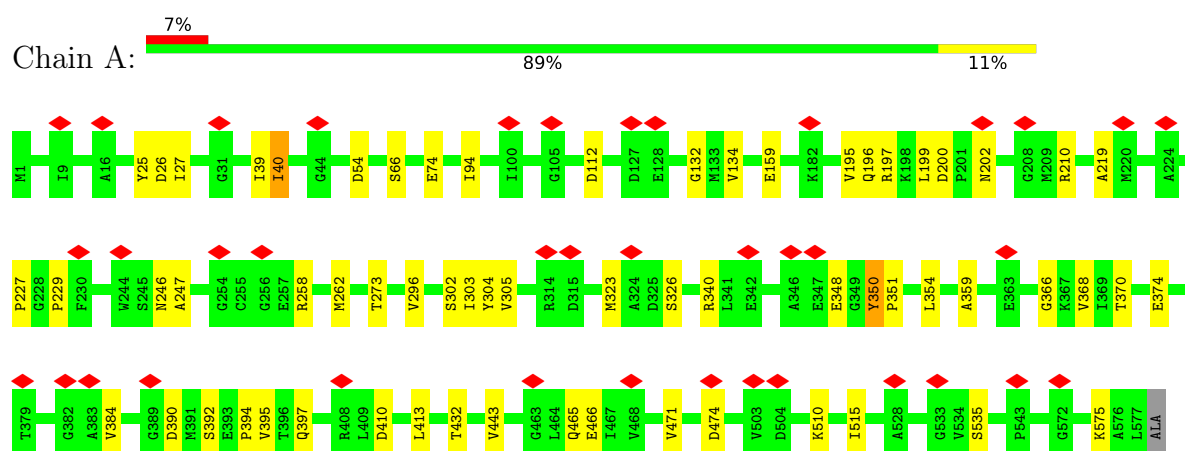 7%
Chain A:
89% 11%
M1 I9 A16 Y25 D26 I27 G31 I39 I40 G44 D54 S66 E74 I94 I100 G105 D112 D127 E128 G132 M133 V134 E159 K182 V195 Q196 R197 K198 L199 D200 P201 N202 G208 M209 R210 A219 M220 A224
P227 G228 P229 F230 W244 S245 N246 A247 G254 C255 G256 E257 R258 M262 T273 V296 S302 I303 Y304 V305 R314 D315 M323 A324 D325 S326 R340 L341 E342 A346 E347 E348 G349 Y350 P351 L354 A359 E363 G366 K367 V368 I369 T370 E374
T379 G382 A383 V384 G389 D390 M391 S392 E393 P394 V395 T396 Q397 R408 L409 D410 L413 T432 V443 G463 L464 Q465 E466 I467 V468 V471 D474 V503 D504 K510 I515 A528 G533 V534 S535 P543 G572 K575 A576 L577 ALA